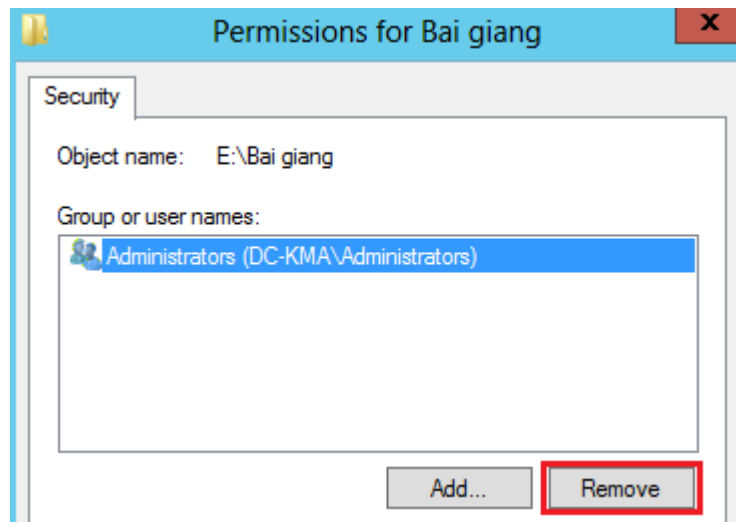 Permissions for Bai giang
x
Security
Object name: E:\Bai giang
Group or user names:
Administrators (DC-KMA\Administrators)
Add... Remove